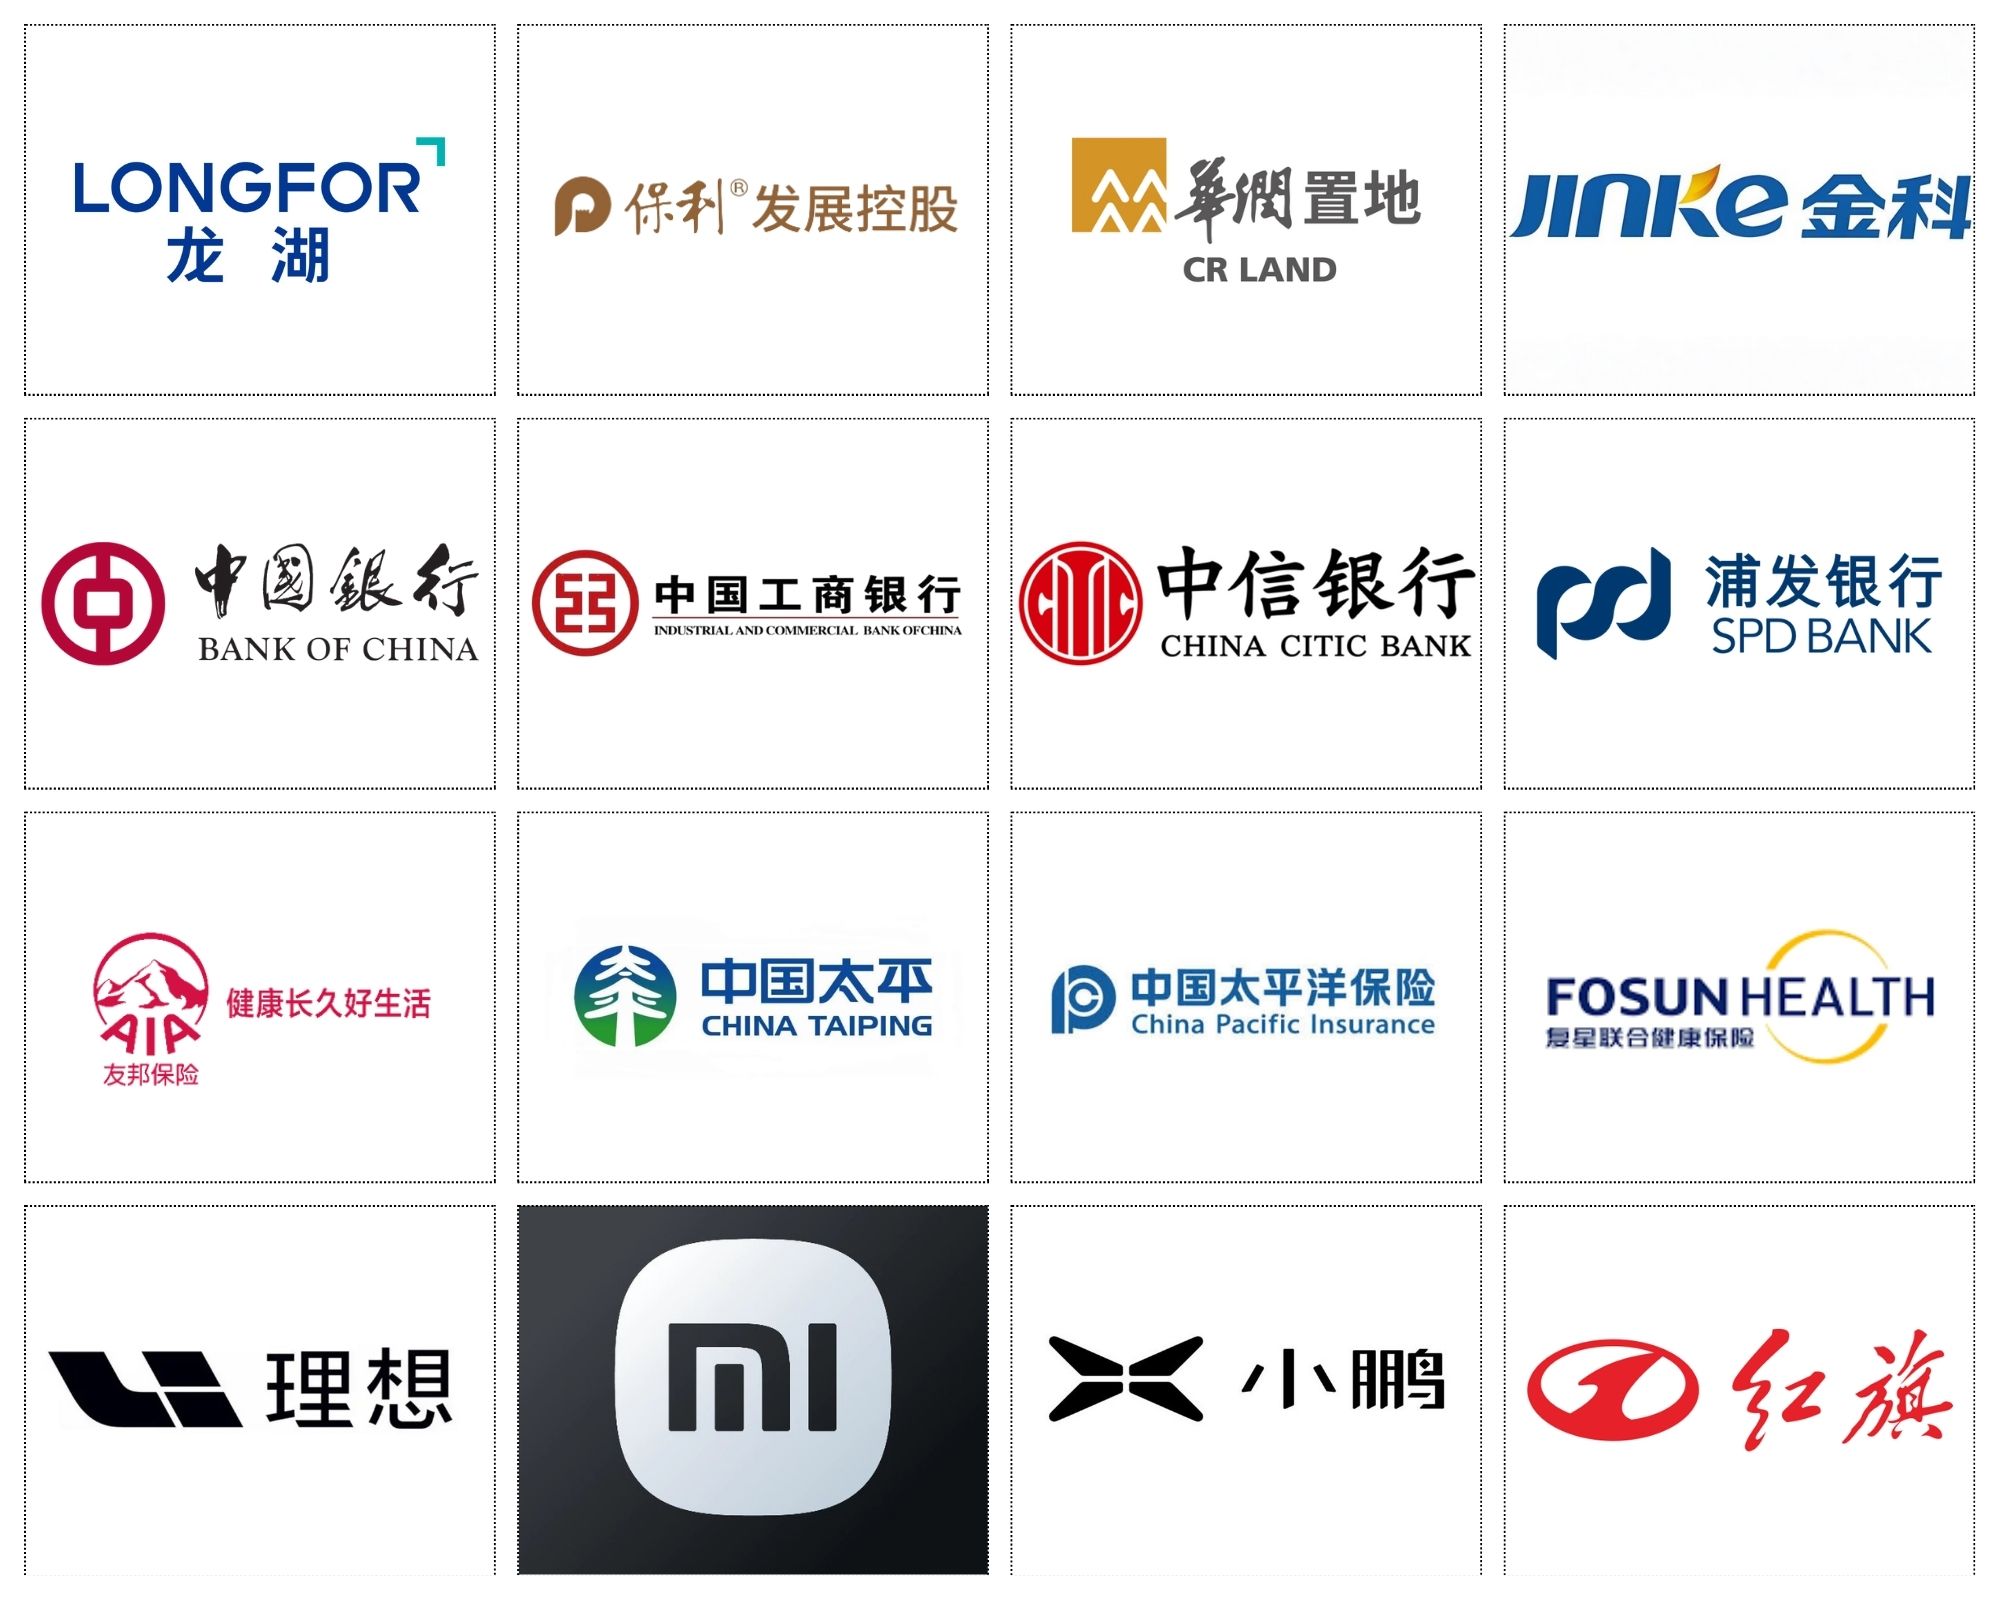 LONGFOR
龙湖
保利®发展控股
華潤置地
CR LAND
JINKE金科
中國銀行
BANK OF CHINA
中国工商银行
INDUSTRIAL AND COMMERCIAL BANK OFCHINA
中信银行
CHINA CITIC BANK
浦发银行
SPD BANK
AIA
友邦保险
健康长久好生活
中国太平
CHINA TAIPING
中国太平洋保险
China Pacific Insurance
FOSUN HEALTH
复星联合健康保险
理想
mi
小鹏
红旗